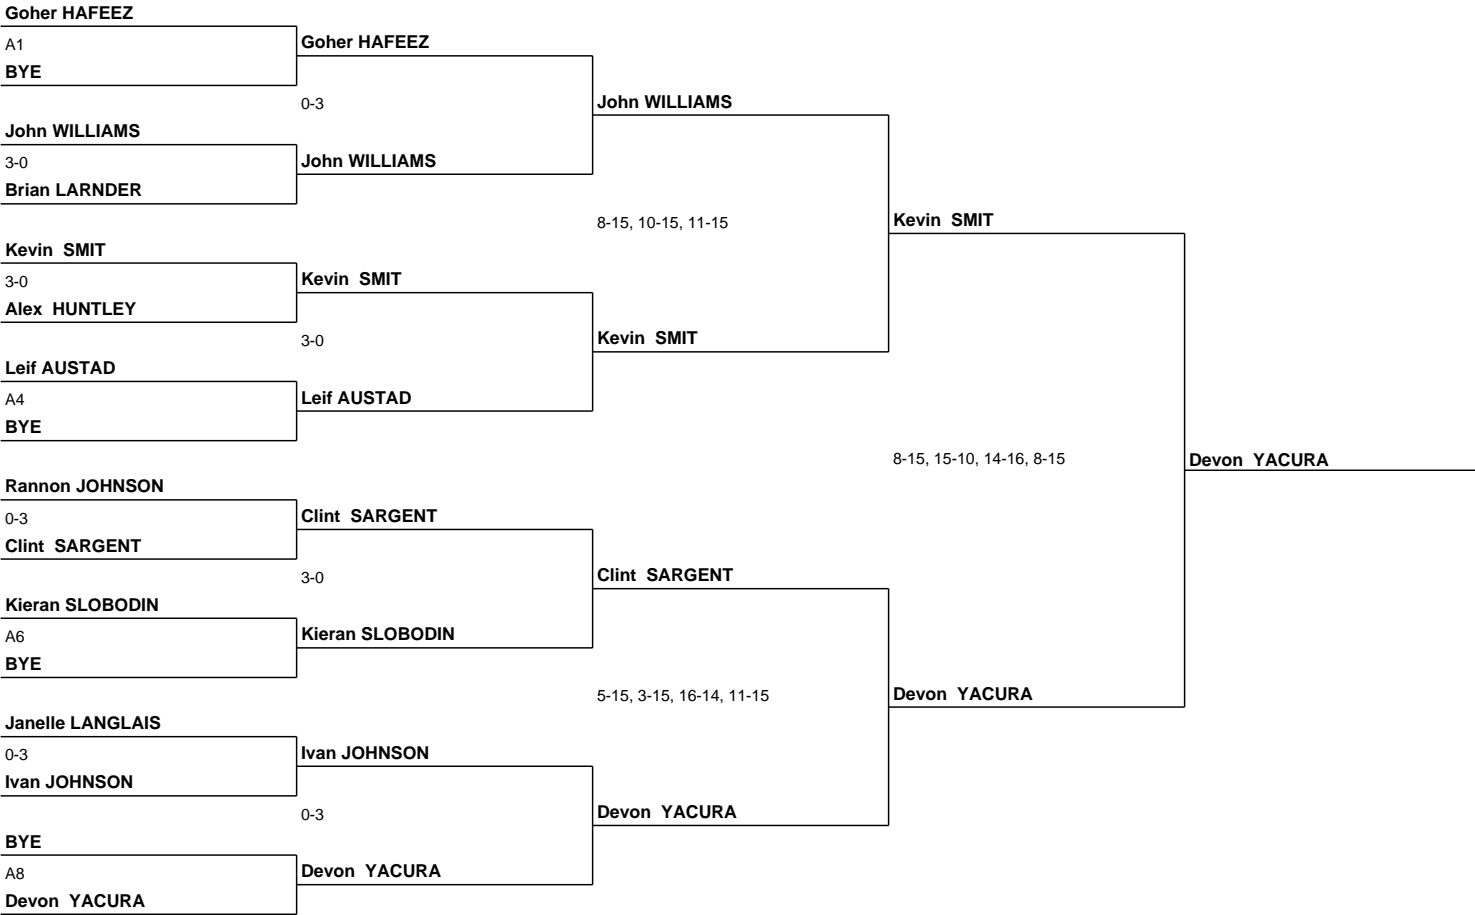 Goher HAFEEZ
A1
BYE
John WILLIAMS
3-0
Brian LARNDER
Kevin SMIT
3-0
Alex HUNTLEY
Leif AUSTAD
A4
BYE
Rannon JOHNSON
0-3
Clint SARGENT
Kieran SLOBODIN
A6
BYE
Janelle LANGLAIS
0-3
Ivan JOHNSON
BYE
A8
Devon YACURA
Goher HAFEEZ
0-3
John WILLIAMS
Kevin SMIT
3-0
Leif AUSTAD
Clint SARGENT
3-0
Kieran SLOBODIN
Ivan JOHNSON
0-3
Devon YACURA
John WILLIAMS
8-15, 10-15, 11-15
Kevin SMIT
Clint SARGENT
5-15, 3-15, 16-14, 11-15
Devon YACURA
Kevin SMIT
8-15, 15-10, 14-16, 8-15
Devon YACURA
Devon YACURA